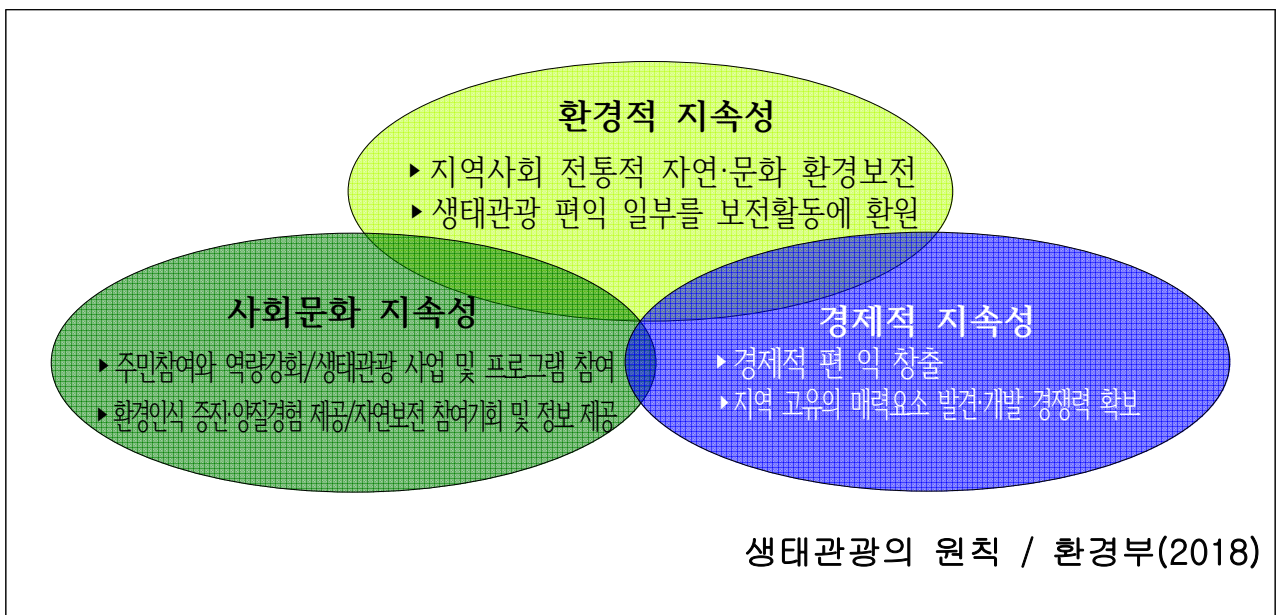 환경적 지속성
▸지역사회 전통적 자연·문화 환경보전
▸생태관광 편익 일부를 보전활동에 환원
사회문화 지속성
▸주민참여와 역량강화/생태관광 사업 및 프로그램 참여
▸환경인식 증진·양질경험 제공/자연보전 참여기회 및 정보 제공
경제적 지속성
▸경제적 편 익 창출
▸지역 고유의 매력요소 발견·개발 경쟁력 확보
생태관광의 원칙 / 환경부(2018)